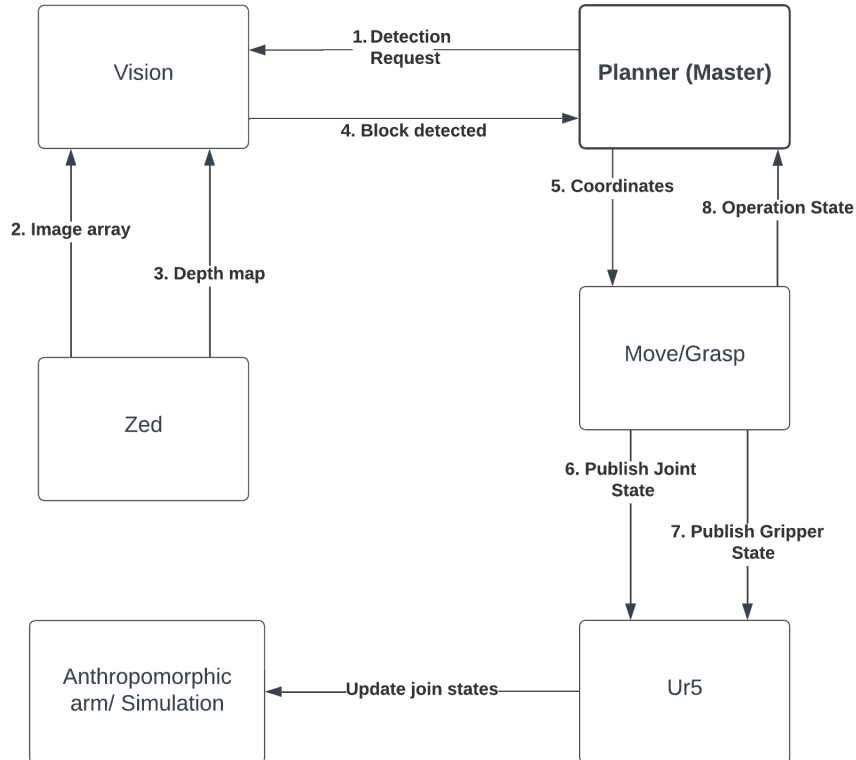 1. Detection
Request
Vision
Planner (Master)
4. Block detected
5. Coordinates
8. Operation State
2. Image array
3. Depth map
Move/Grasp
Zed
6. Publish Joint
State
7. Publish Gripper
State
Anthropomorphic
arm/ Simulation
Update join states
Ur5